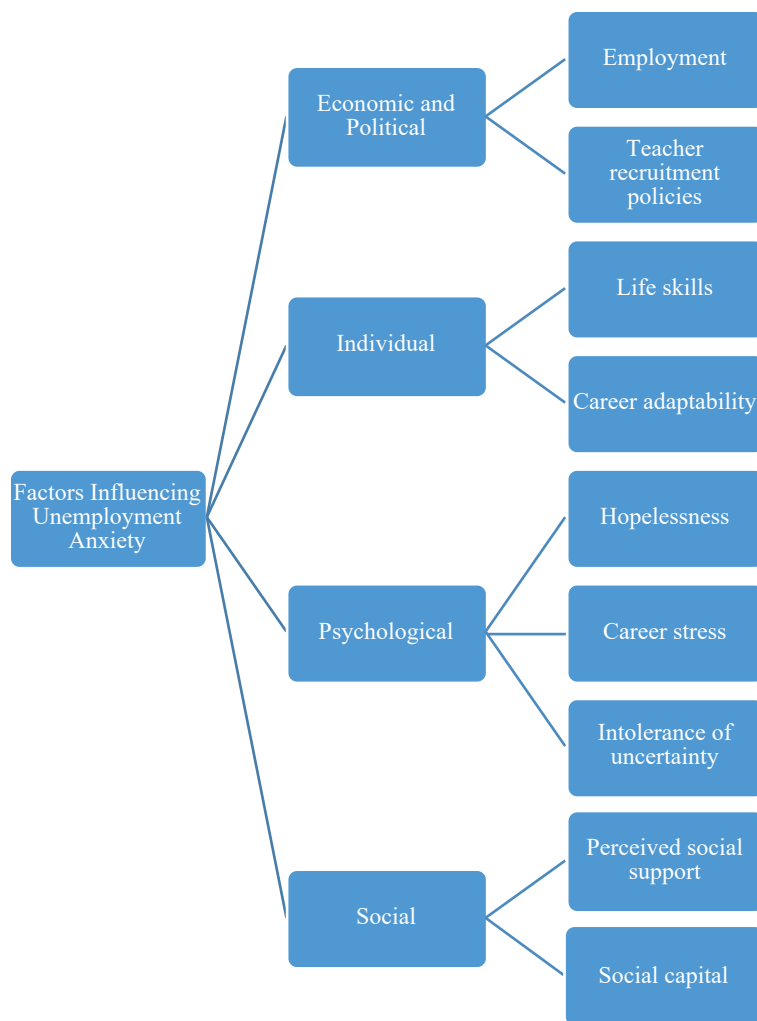 Factors Influencing
Unemployment
Anxiety
Economic and
Political
Employment
Teacher
recruitment
policies
Individual
Life skills
Career adaptability
Psychological
Hopelessness
Career stress
Intolerance of
uncertainty
Social
Perceived social
support
Social capital